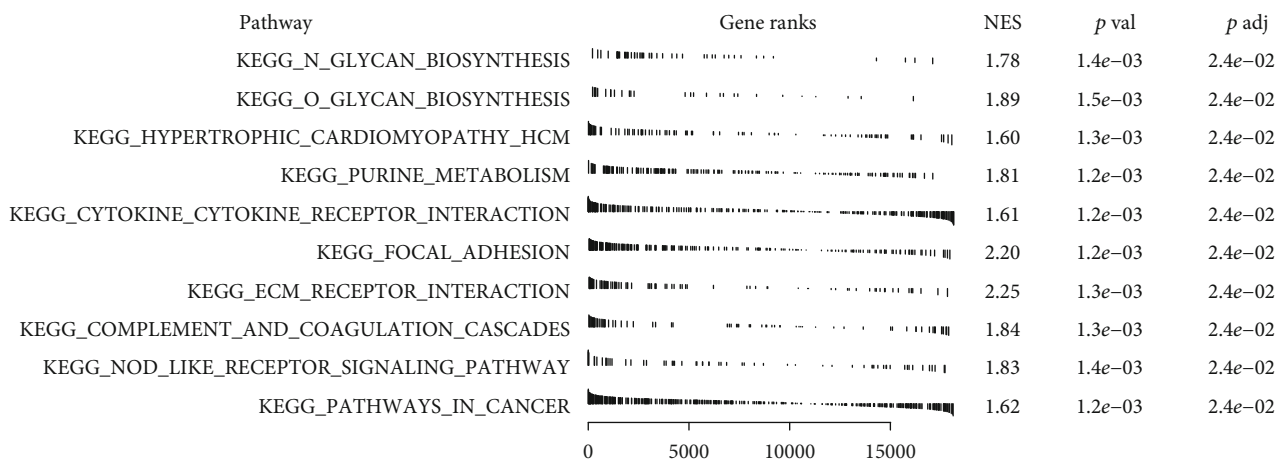 Pathway Gene ranks NES p val p adj
KEGG_N_GLYCAN_BIOSYNTHESIS 1.78 1.4e−03 2.4e−02
KEGG_O_GLYCAN_BIOSYNTHESIS 1.89 1.5e−03 2.4e−02
KEGG_HYPERTROPHIC_CARDIOMYOPATHY_HCM 1.60 1.3e−03 2.4e−02
KEGG_PURINE_METABOLISM 1.81 1.2e−03 2.4e−02
KEGG_CYTOKINE_CYTOKINE_RECEPTOR_INTERACTION 1.61 1.2e−03 2.4e−02
KEGG_FOCAL_ADHESION 2.20 1.2e−03 2.4e−02
KEGG_ECM_RECEPTOR_INTERACTION 2.25 1.3e−03 2.4e−02
KEGG_COMPLEMENT_AND_COAGULATION_CASCADES 1.84 1.3e−03 2.4e−02
KEGG_NOD_LIKE_RECEPTOR_SIGNALING_PATHWAY 1.83 1.4e−03 2.4e−02
KEGG_PATHWAYS_IN_CANCER 1.62 1.2e−03 2.4e−02
0 5000 10000 15000